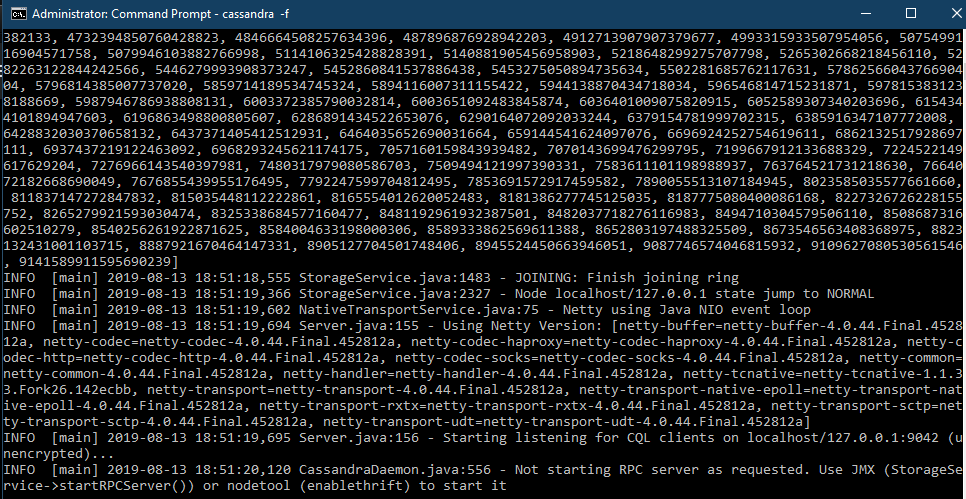 Administrator: Command Prompt - cassandra  -f
382133, 4732394850760428823, 4846664508257634396, 487896876928942203, 4912713907907379677, 4993315933507954056, 50754991
16904571758, 5079946103882766998, 5114106325428828391, 5140881905456958903, 5218648299275707798, 5265302668218456110, 52
82263122844242566, 5446279993908373247, 5452860841537886438, 5453275050894735634, 5502281685762117631, 57862566043766904
04, 5796814385007737020, 5859714189534745324, 5894116007311155422, 5944138870434718034, 596546814715231871, 597815383123
8188669, 5987946786938808131, 6003372385790032814, 6003651092483845874, 6036401009075820915, 6052589307340203696, 615434
4101894947603, 6196863498800805607, 6286891434522653076, 6290164072092033244, 6379154781999702315, 6385916347107772008,
6428832030370658132, 6437371405412512931, 6464035652690031664, 659144541624097076, 6696924252754619611, 6862132517928697
111, 6937437219122463092, 6968293245621174175, 7057160159843939482, 7070143699476299795, 7199667912133688329, 7224522149
617629204, 7276966143540397981, 7480317979080586703, 7509494121997390331, 7583611101198988937, 763764521731218630, 76640
72182668690049, 7676855439955176495, 7792247599704812495, 7853691572917459582, 7890055513107184945, 8023585035577661660,
 811837147272847832, 815035448112222861, 8165554012620052483, 8181386277745125035, 8187775080400086168, 8227326726228155
752, 8265279921593030474, 8325338684577160477, 8481192961932387501, 8482037718276116983, 8494710304579506110, 8508687316
602510279, 8540256261922871625, 8584004633198000306, 8589333862569611388, 8652803197488325509, 8673546563408368975, 8823
132431001103715, 8887921670464147331, 8905127704501748406, 8945524450663946051, 9087746574046815932, 9109627080530561546
, 9141589911595690239]
INFO  [main] 2019-08-13 18:51:18,555 StorageService.java:1483 - JOINING: Finish joining ring
INFO  [main] 2019-08-13 18:51:19,366 StorageService.java:2327 - Node localhost/127.0.0.1 state jump to NORMAL
INFO  [main] 2019-08-13 18:51:19,602 NativeTransportService.java:75 - Netty using Java NIO event loop
INFO  [main] 2019-08-13 18:51:19,694 Server.java:155 - Using Netty Version: [netty-buffer=netty-buffer-4.0.44.Final.4528
12a, netty-codec=netty-codec-4.0.44.Final.452812a, netty-codec-haproxy=netty-codec-haproxy-4.0.44.Final.452812a, netty-c
odec-http=netty-codec-http-4.0.44.Final.452812a, netty-codec-socks=netty-codec-socks-4.0.44.Final.452812a, netty-common=
netty-common-4.0.44.Final.452812a, netty-handler=netty-handler-4.0.44.Final.452812a, netty-tcnative=netty-tcnative-1.1.3
3.Fork26.142ecbb, netty-transport=netty-transport-4.0.44.Final.452812a, netty-transport-native-epoll=netty-transport-nat
ive-epoll-4.0.44.Final.452812a, netty-transport-rxtx=netty-transport-rxtx-4.0.44.Final.452812a, netty-transport-sctp=net
ty-transport-sctp-4.0.44.Final.452812a, netty-transport-udt=netty-transport-udt-4.0.44.Final.452812a]
INFO  [main] 2019-08-13 18:51:19,695 Server.java:156 - Starting listening for CQL clients on localhost/127.0.0.1:9042 (u
nencrypted)...
INFO  [main] 2019-08-13 18:51:20,120 CassandraDaemon.java:556 - Not starting RPC server as requested. Use JMX (StorageSe
rvice->startRPCServer()) or nodetool (enablethrift) to start it